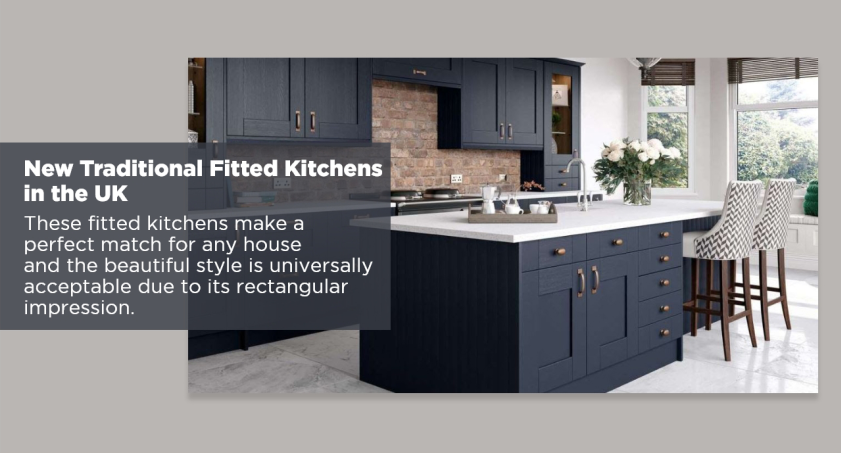 New Traditional Fitted Kitchens
in the UK
These fitted kitchens make a
perfect match for any house
and the beautiful style is universally
acceptable due to its rectangular
impression.